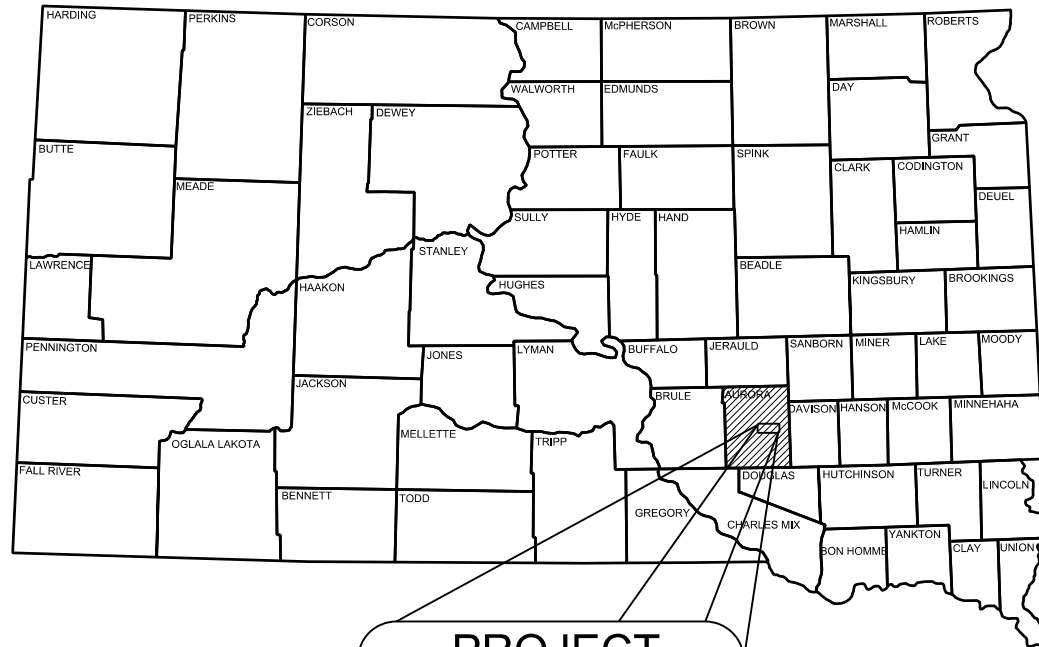 HARDING
PERKINS
CORSON
CAMPBELL
McPHERSON
BROWN
MARSHALL
ROBERTS
WALWORTH
EDMUNDS
DAY
ZIEBACH
DEWEY
GRANT
BUTTE
POTTER
FAULK
SPINK
CLARK
CODINGTON
MEADE
DEUEL
SULLY
HYDE
HAND
HAMLIN
STANLEY
LAWRENCE
BEADLE
KINGSBURY
BROOKINGS
HAAKON
HUGHES
PENNINGTON
JONES
LYMAN
BUFFALO
JERAULD
SANBORN
MINER
LAKE
MOODY
JACKSON
CUSTER
BRULE
AURORA
DAVISON
HANSON
McCOOK
MINNEHAHA
OGLALA LAKOTA
MELLETTE
TRIPP
FALL RIVER
DOUGLAS
HUTCHINSON
TURNER
LINCOLN
BENNETT
TODD
GREGORY
CHARLES MIX
BON HOMME
YANKTON
CLAY
UNION
PROJECT